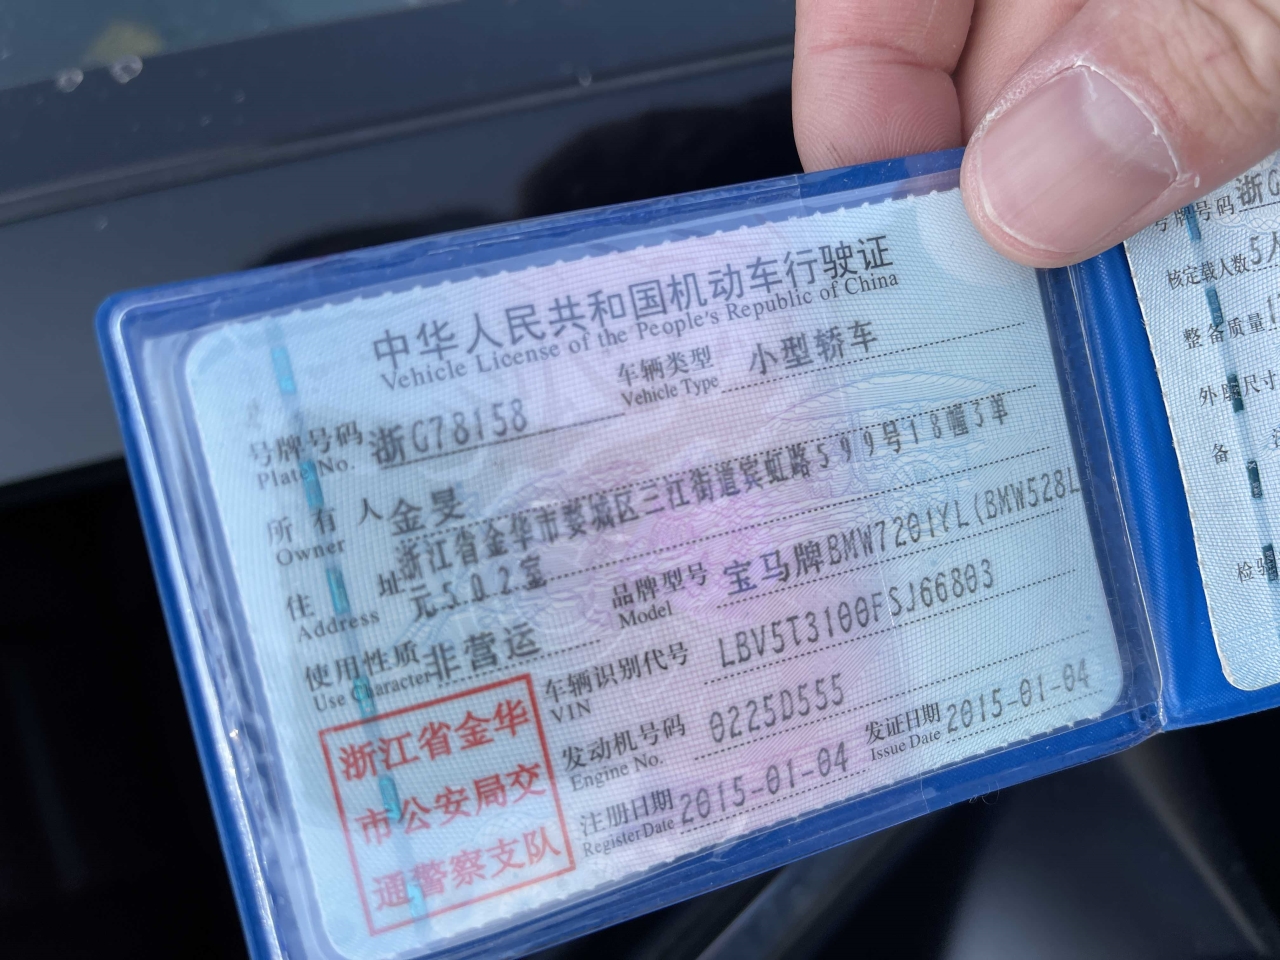 中华人民共和国机动车行驶证
Vehicle License of the People's Republic of China
号牌号码 浙G78158 车辆类型 小型轿车
Plate No. Vehicle Type
所有人 金旻
Owner
住址 浙江省金华市婺城区三江街道宾虹路599号18幢3单
Address 元502室
使用性质 非营运 品牌型号 宝马牌BMW7201YL(BMW528L
Use Character Model
车辆识别代号 LBV5T3100FSJ66803
VIN
发动机号码 0225D555
Engine No.
注册日期 2015-01-04 发证日期 2015-01-04
Register Date Issue Date
浙江省金华
市公安局交
通警察支队
号牌号码 浙G
核定载人数 5人
整备质量
外廓尺寸
备
检验